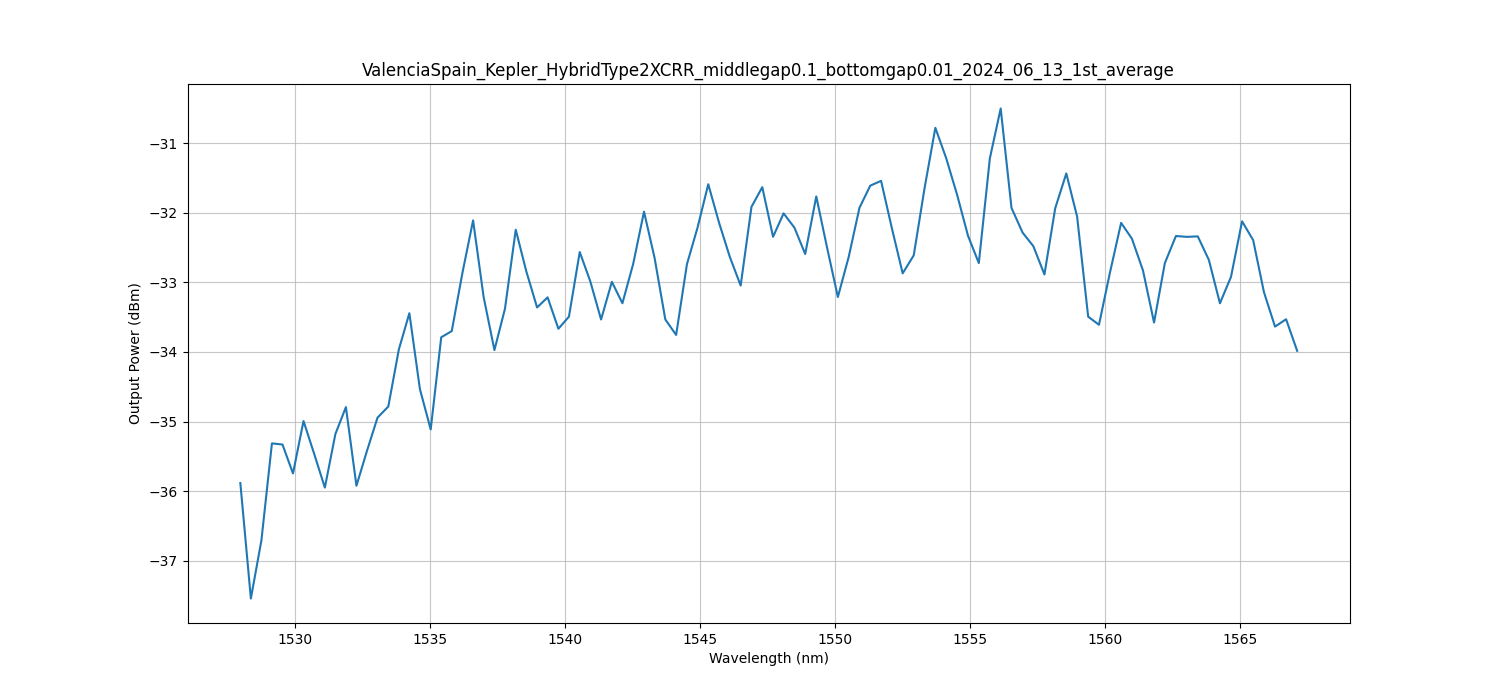 ValenciaSpain_Kepler_HybridType2XCRR_middlegap0.1_bottomgap0.01_2024_06_13_1st_average
−31
−32
−33
−34
−35
−36
−37
Output Power (dBm)
1530 1535 1540 1545 1550 1555 1560 1565
Wavelength (nm)